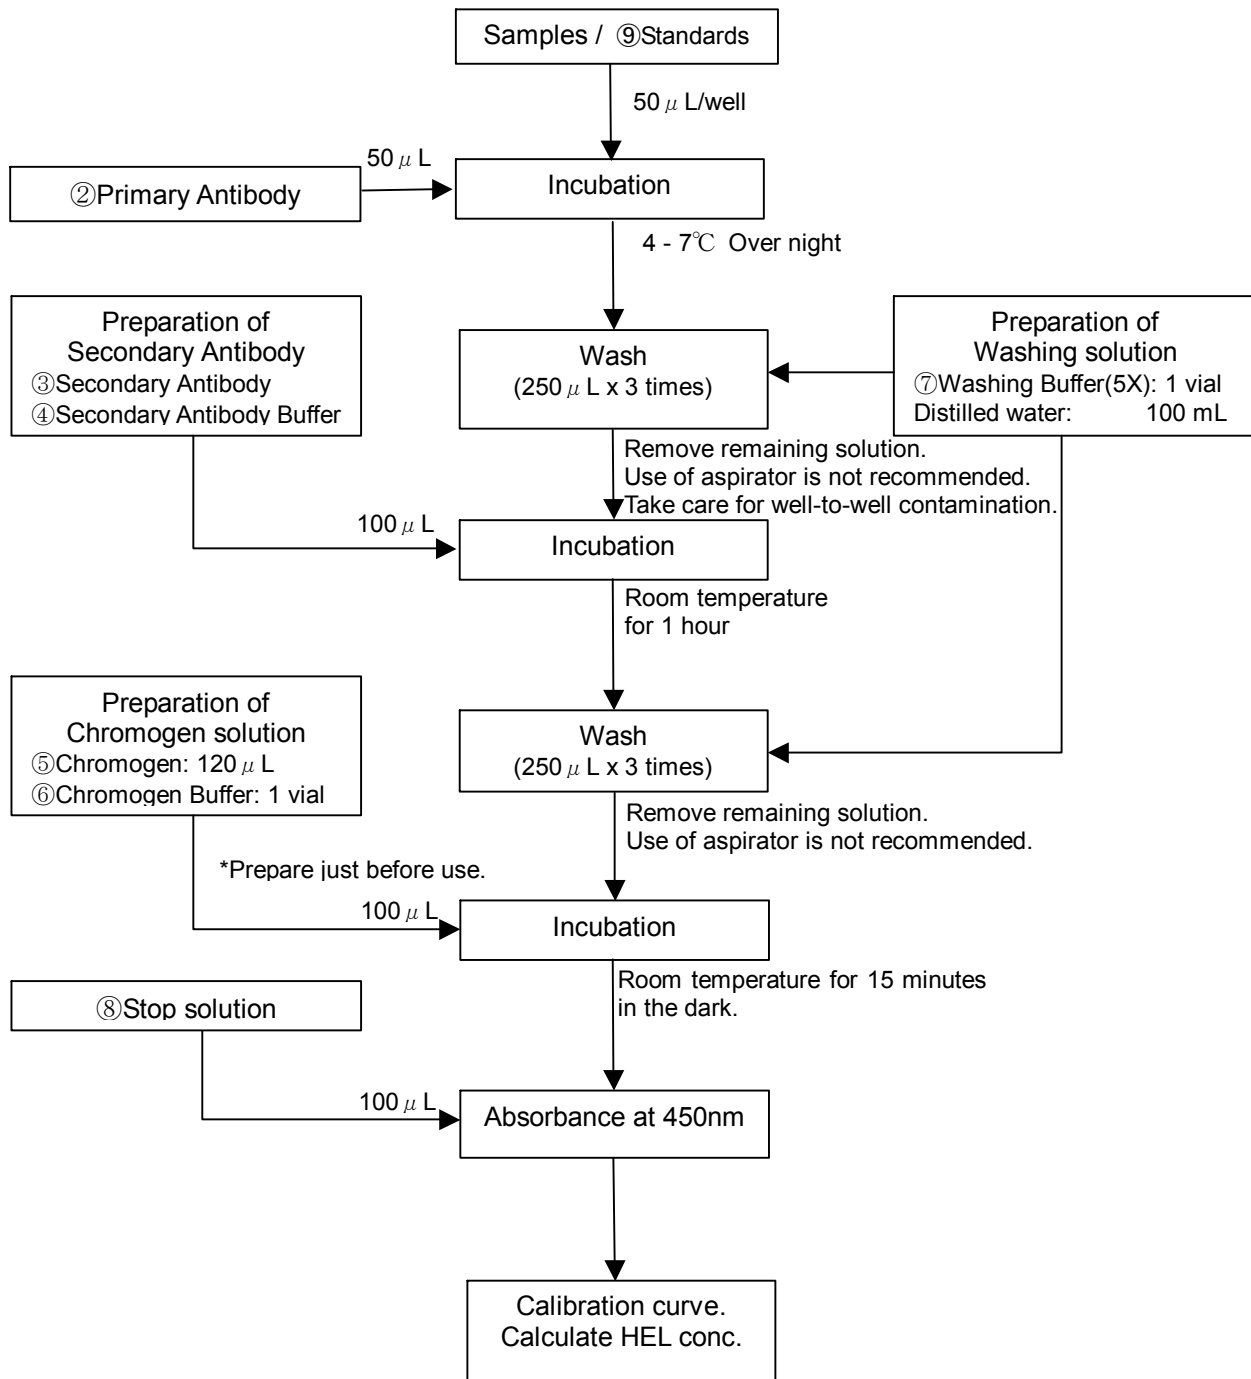 Samples / ⑨Standards
50 μ L/well
50 μ L
②Primary Antibody
Incubation
4 - 7℃ Over night
Preparation of
Secondary Antibody
③Secondary Antibody
④Secondary Antibody Buffer
Wash
(250 μ L x 3 times)
Preparation of
Washing solution
⑦Washing Buffer(5X): 1 vial
Distilled water: 100 mL
Remove remaining solution.
Use of aspirator is not recommended.
Take care for well-to-well contamination.
100 μ L
Incubation
Room temperature
for 1 hour
Preparation of
Chromogen solution
⑤Chromogen: 120 μ L
⑥Chromogen Buffer: 1 vial
Wash
(250 μ L x 3 times)
Remove remaining solution.
Use of aspirator is not recommended.
*Prepare just before use.
100 μ L
Incubation
Room temperature for 15 minutes
in the dark.
⑧Stop solution
100 μ L
Absorbance at 450nm
Calibration curve.
Calculate HEL conc.